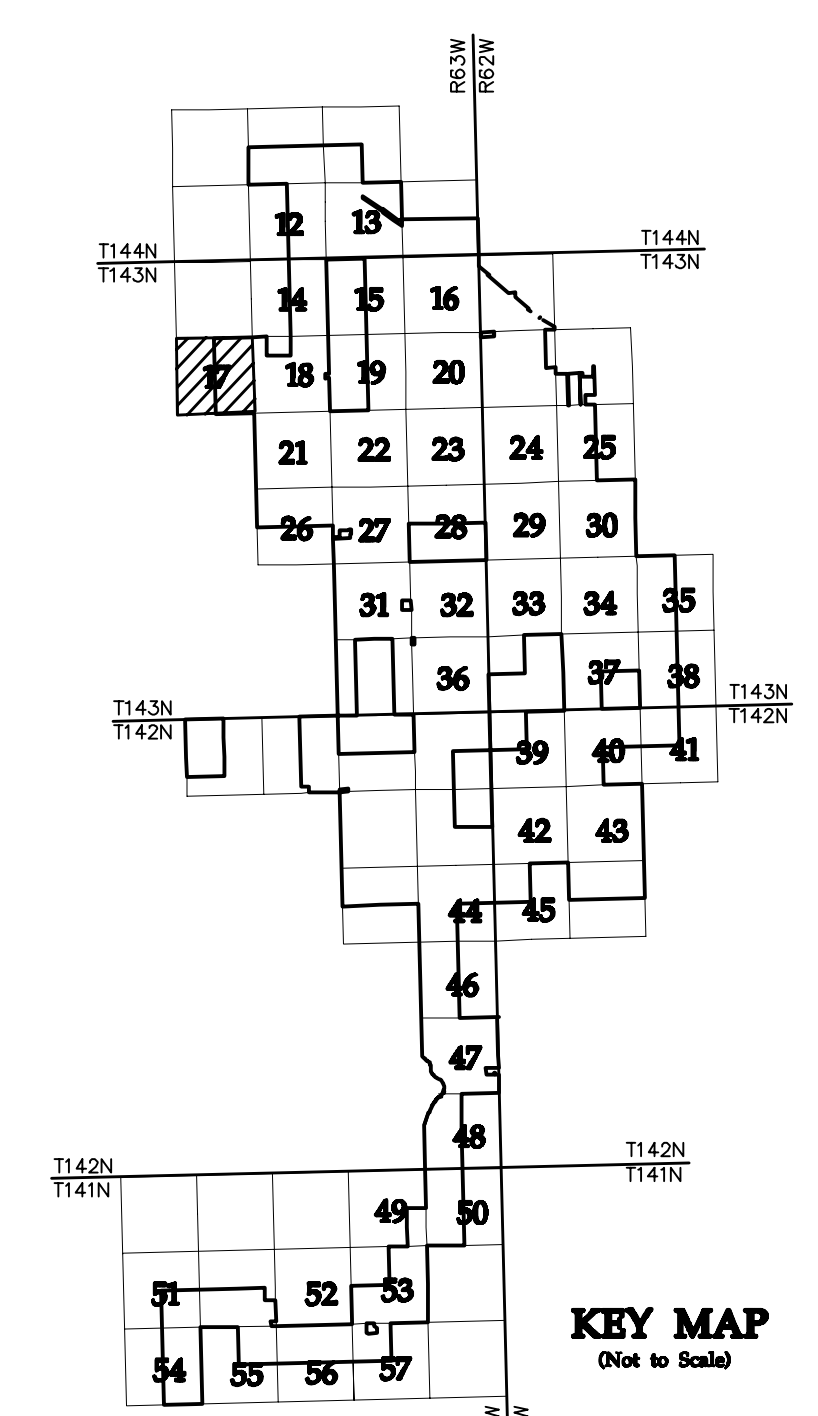 R63W
R62W
12 13
T144N T144N
T143N T143N
14 15 16
17 18 19 20
21 22 23 24 25
26 27 28 29 30
31 32 33 34 35
36 37 38
T143N T143N
T142N T142N
39 40 41
42 43
44 45
46
47
48
T142N T142N
T141N T141N
49 50
51 52 53
54 55 56 57
KEY MAP
(Not to Scale)